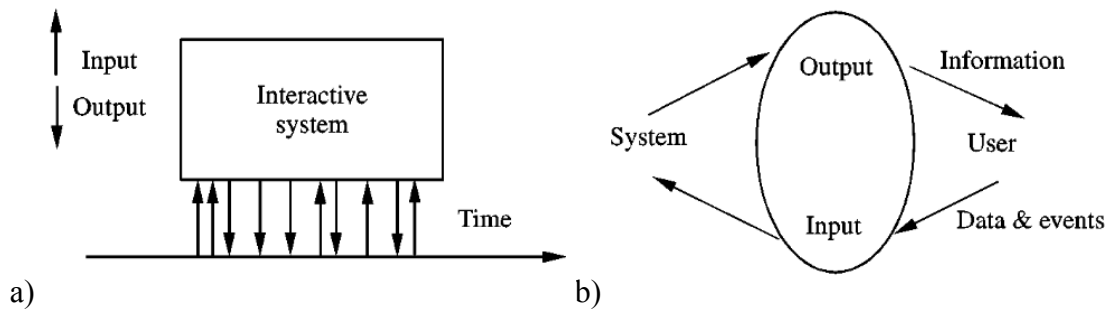 Input
Output
Interactive
system
Time
a)
Output
Information
System
User
Input
Data & events
b)